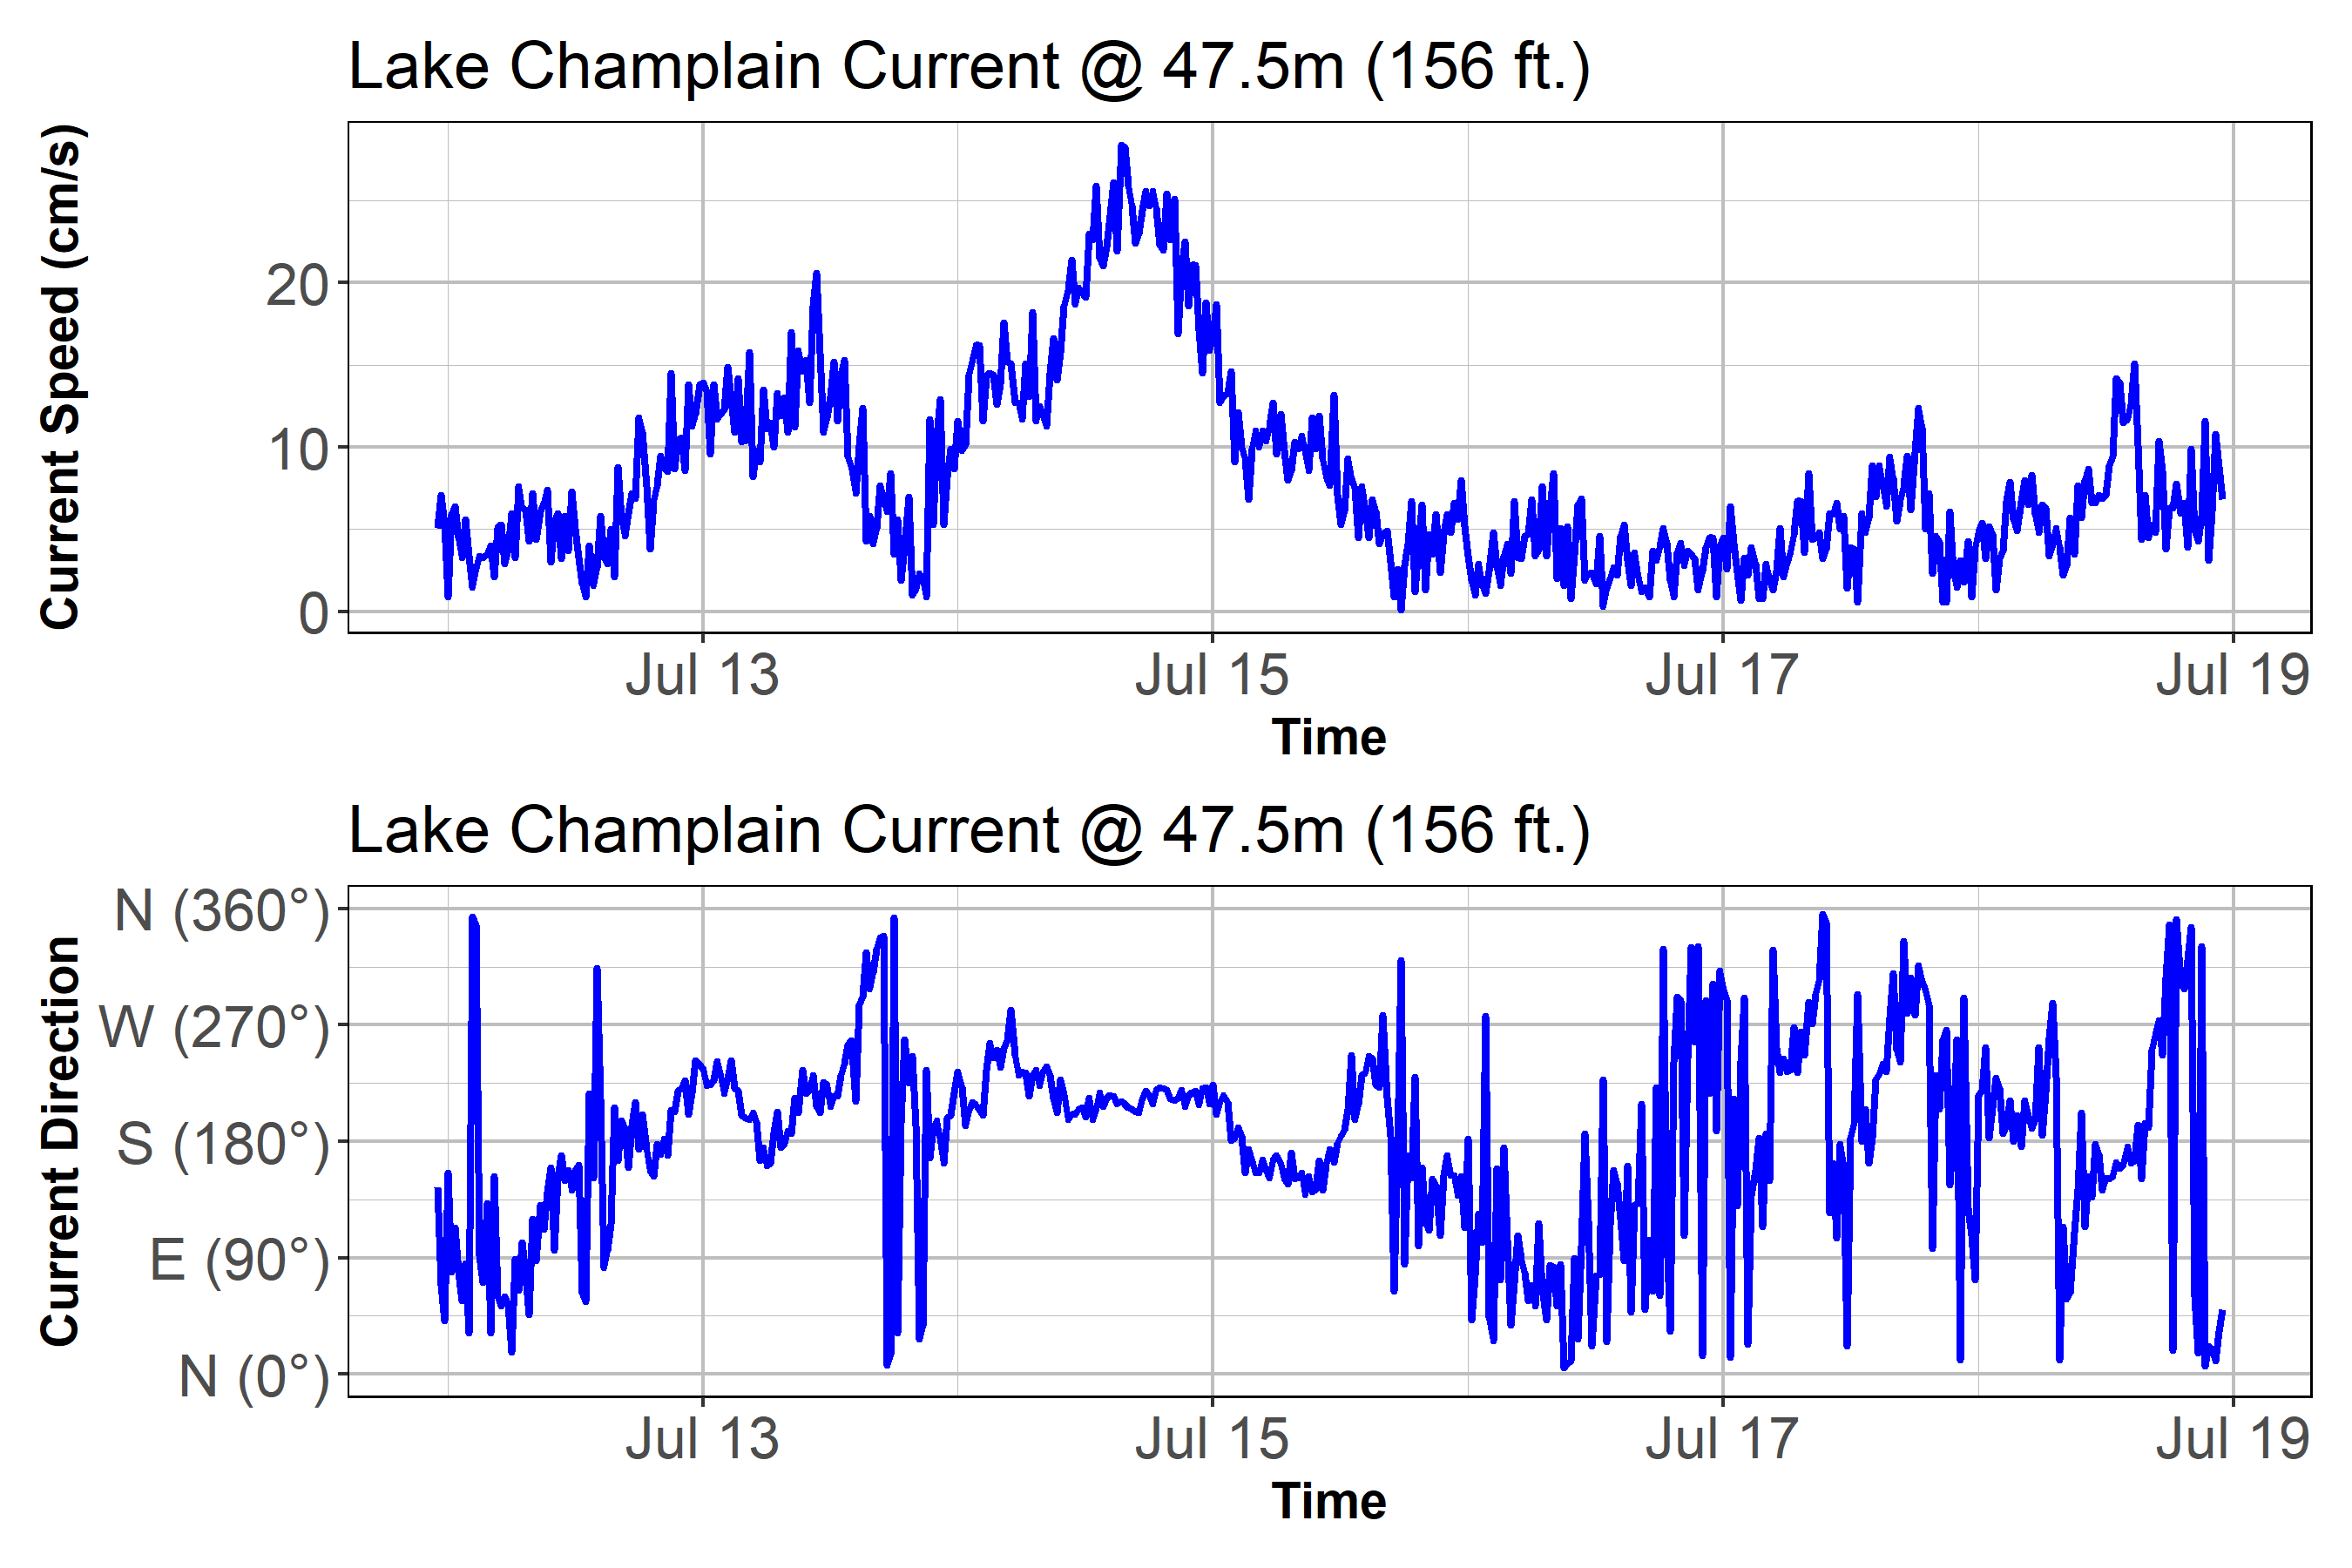 Lake Champlain Current @ 47.5m (156 ft.)
Current Speed (cm/s)
20
10
0
Jul 13 Jul 15 Jul 17 Jul 19
Time
Lake Champlain Current @ 47.5m (156 ft.)
Current Direction
N (360°)
W (270°)
S (180°)
E (90°)
N (0°)
Jul 13 Jul 15 Jul 17 Jul 19
Time